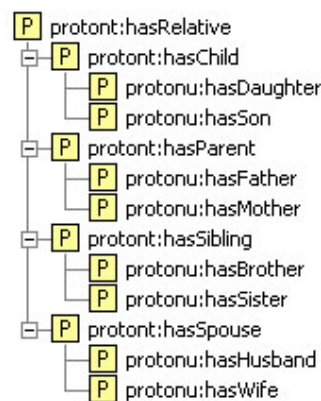 P protont:hasRelative
P protont:hasChild
P protonu:hasDaughter
P protonu:hasSon
P protont:hasParent
P protonu:hasFather
P protonu:hasMother
P protont:hasSibling
P protonu:hasBrother
P protonu:hasSister
P protont:hasSpouse
P protonu:hasHusband
P protonu:hasWife